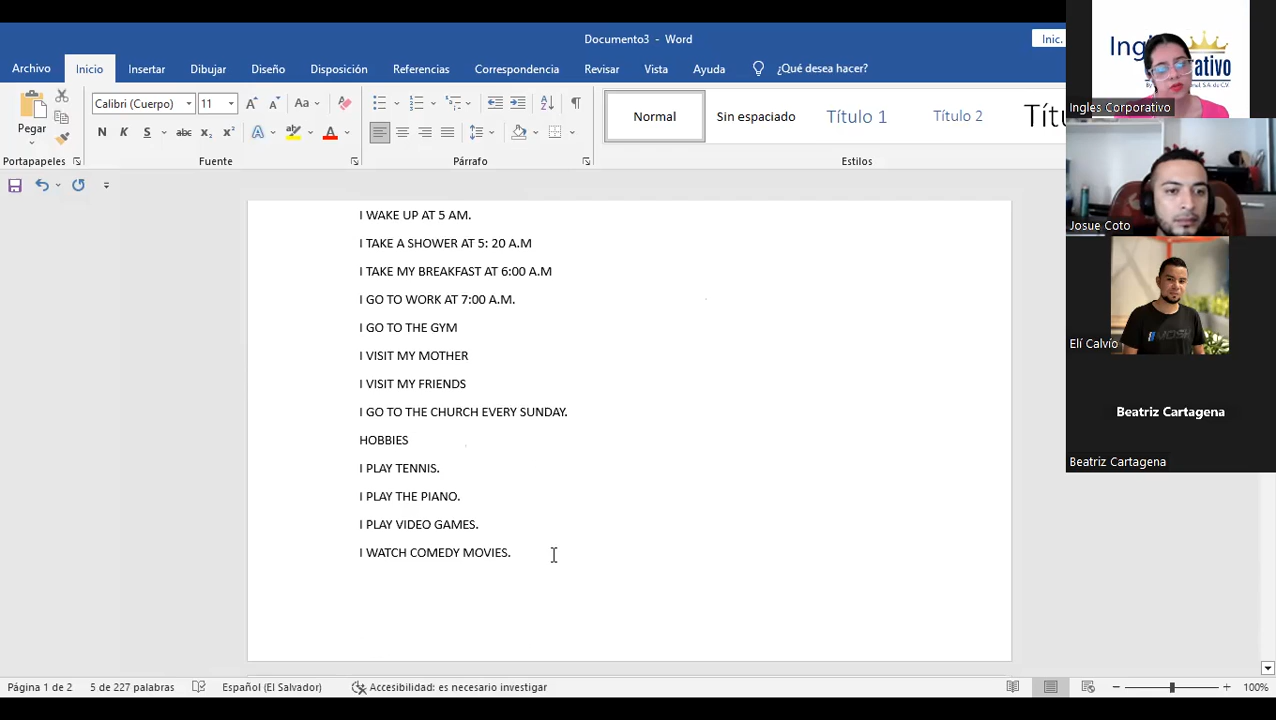 Documento3 - Word
Inic.
Archivo Inicio Insertar Dibujar Diseño Disposición Referencias Correspondencia Revisar Vista Ayuda ¿Qué desea hacer?
Pegar
Calibri (Cuerpo) 11
Aa
N K S abc
Normal
Sin espaciado
Título 1
Título 2
Portapapeles
Fuente
Párrafo
Estilos
I WAKE UP AT 5 AM.
I TAKE A SHOWER AT 5: 20 A.M
I TAKE MY BREAKFAST AT 6:00 A.M
I GO TO WORK AT 7:00 A.M.
I GO TO THE GYM
I VISIT MY MOTHER
I VISIT MY FRIENDS
I GO TO THE CHURCH EVERY SUNDAY.
HOBBIES
I PLAY TENNIS.
I PLAY THE PIANO.
I PLAY VIDEO GAMES.
I WATCH COMEDY MOVIES.
Página 1 de 2 5 de 227 palabras Español (El Salvador) Accesibilidad: es necesario investigar 100%
Ingles Corporativo
Josue Coto
Elí Calvío
Beatriz Cartagena
Beatriz Cartagena